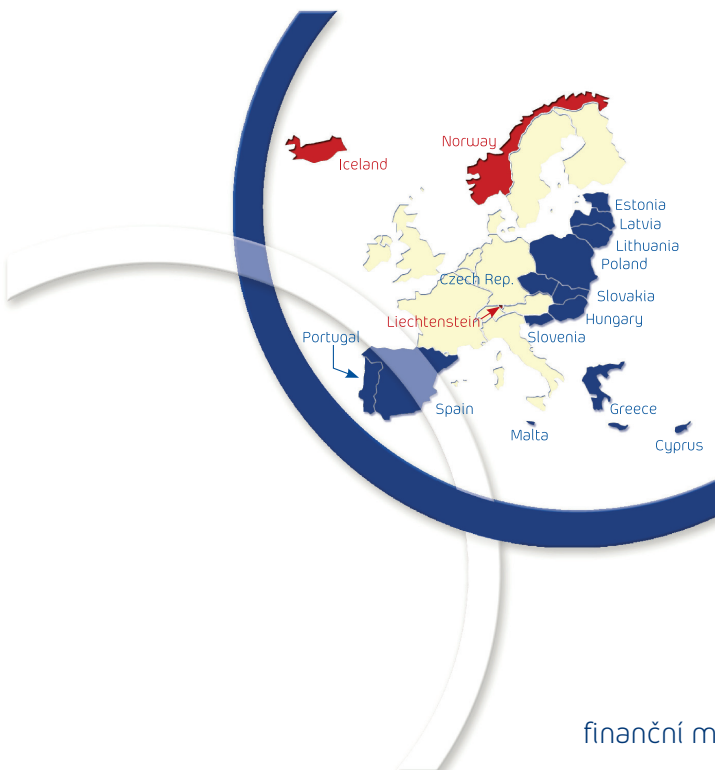 Norway
Iceland
Estonia
Latvia
Lithuania
Poland
Czech Rep.
Slovakia
Liechtenstein
Hungary
Portugal
Slovenia
Spain
Greece
Malta
Cyprus
finanční m